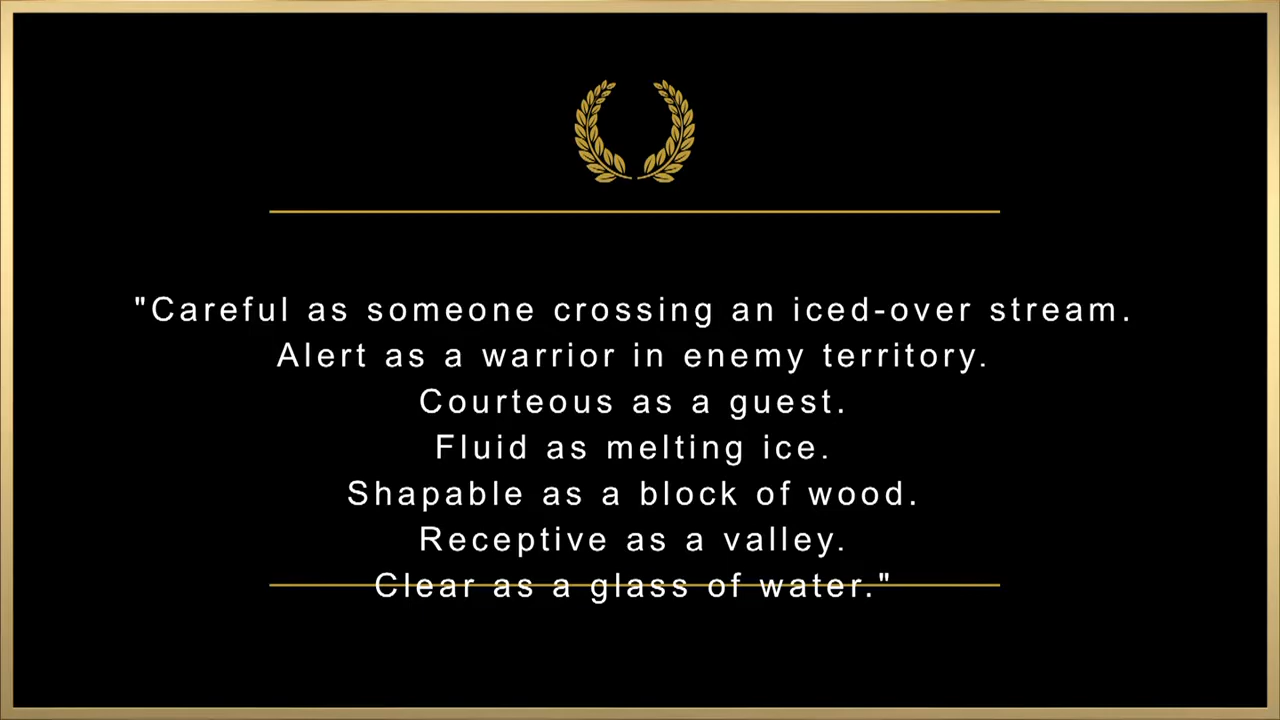 "Careful as someone crossing an iced-over stream.
Alert as a warrior in enemy territory.
Courteous as a guest.
Fluid as melting ice.
Shapable as a block of wood.
Receptive as a valley.
Clear as a glass of water."